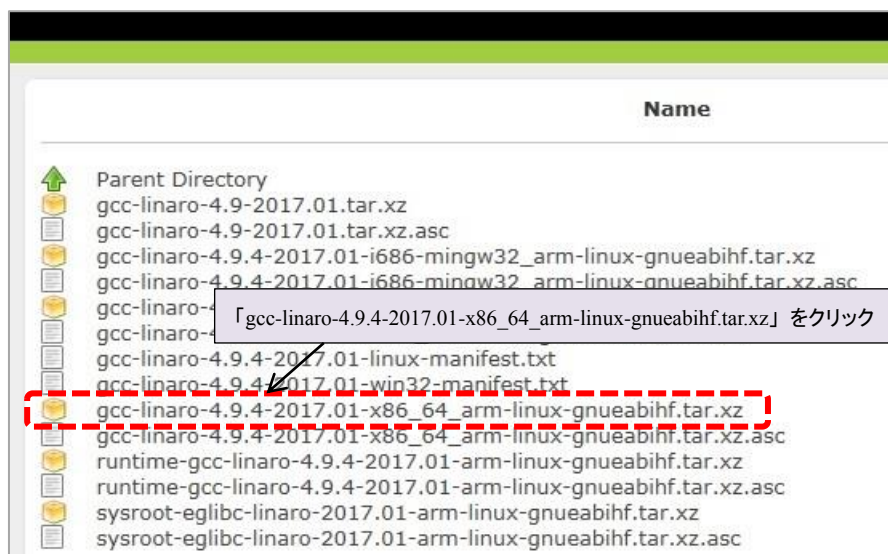 Name
Parent Directory
gcc-linaro-4.9-2017.01.tar.xz
gcc-linaro-4.9-2017.01.tar.xz.asc
gcc-linaro-4.9.4-2017.01-i686-mingw32_arm-linux-gnueabihf.tar.xz
gcc-linaro-4.9.4-2017.01-i686-mingw32_arm-linux-gnueabihf.tar.xz.asc
gcc-linaro-4
gcc-linaro-4
「gcc-linaro-4.9.4-2017.01-x86_64_arm-linux-gnueabihf.tar.xz」をクリック
gcc-linaro-4.9.4-2017.01-linux-manifest.txt
gcc-linaro-4.9.4-2017.01-win32-manifest.txt
gcc-linaro-4.9.4-2017.01-x86_64_arm-linux-gnueabihf.tar.xz
gcc-linaro-4.9.4-2017.01-x86_64_arm-linux-gnueabihf.tar.xz.asc
runtime-gcc-linaro-4.9.4-2017.01-arm-linux-gnueabihf.tar.xz
runtime-gcc-linaro-4.9.4-2017.01-arm-linux-gnueabihf.tar.xz.asc
sysroot-eglibc-linaro-2017.01-arm-linux-gnueabihf.tar.xz
sysroot-eglibc-linaro-2017.01-arm-linux-gnueabihf.tar.xz.asc